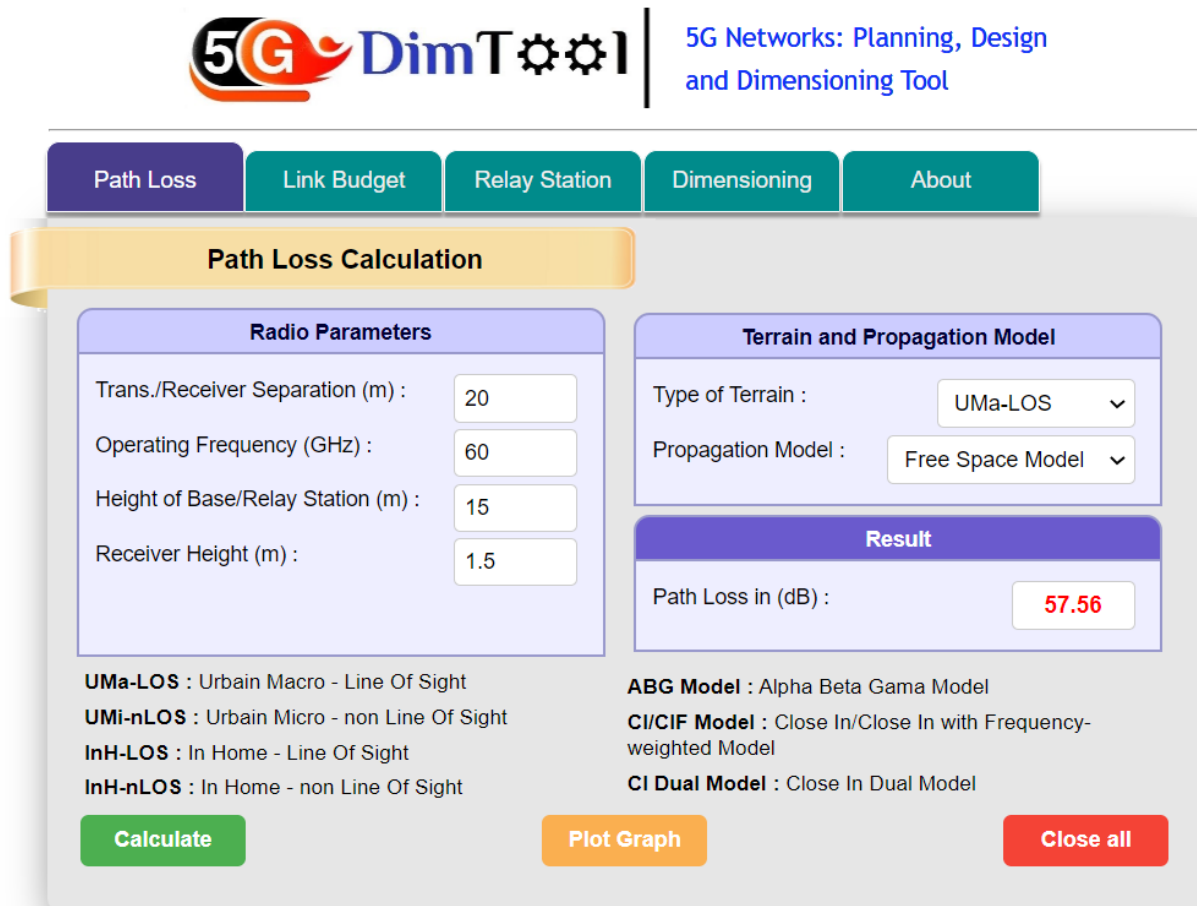 5G DimTool
5G Networks: Planning, Design
and Dimensioning Tool
Path Loss
Link Budget
Relay Station
Dimensioning
About
Path Loss Calculation
Radio Parameters
Trans./Receiver Separation (m) : 20
Operating Frequency (GHz) : 60
Height of Base/Relay Station (m) : 15
Receiver Height (m) : 1.5
Terrain and Propagation Model
Type of Terrain : UMa-LOS
Propagation Model : Free Space Model
Result
Path Loss in (dB) : 57.56
UMa-LOS : Urbain Macro - Line Of Sight
UMi-nLOS : Urbain Micro - non Line Of Sight
InH-LOS : In Home - Line Of Sight
InH-nLOS : In Home - non Line Of Sight
ABG Model : Alpha Beta Gama Model
CI/CIF Model : Close In/Close In with Frequency-
weighted Model
CI Dual Model : Close In Dual Model
Calculate
Plot Graph
Close all